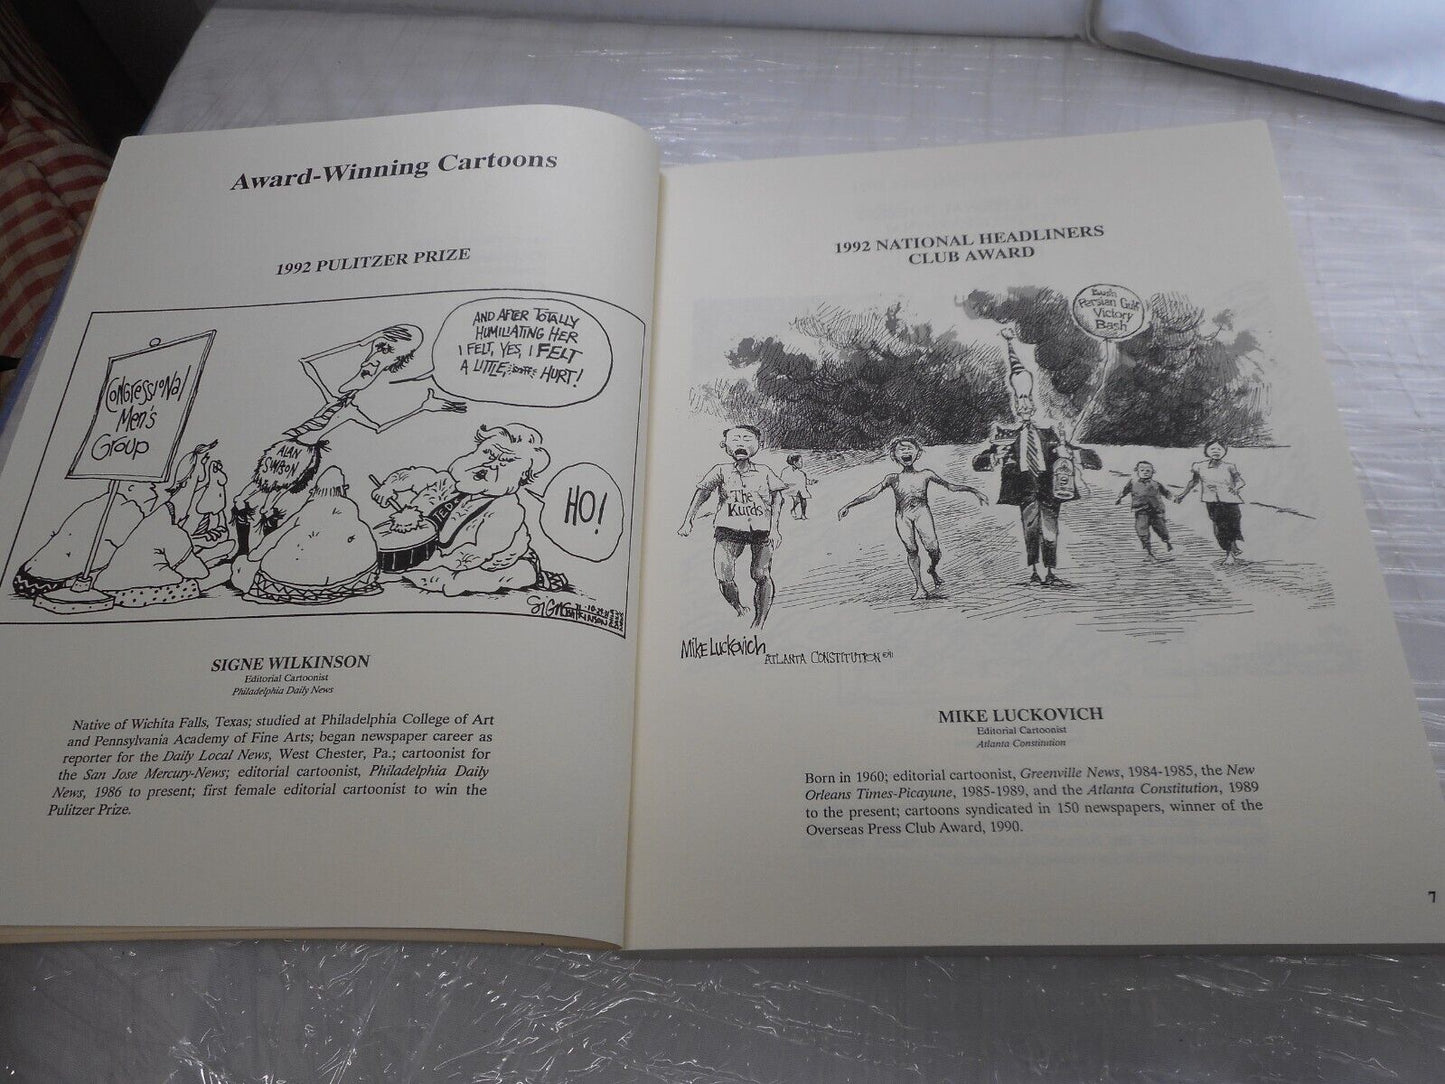 Award-Winning Cartoons
1992 PULITZER PRIZE
AND AFTER TOTALLY
HUMILIATING HER
I FELT, YES, I FELT
A LITTLE, HURT!
CONGRESSIONAL
Men's
Group
ALAN
SIMPSON
TED
HO!
SIGNE WILKINSON
Editorial Cartoonist
Philadelphia Daily News
Native of Wichita Falls, Texas; studied at Philadelphia College of Art
and Pennsylvania Academy of Fine Arts; began newspaper career as
reporter for the Daily Local News, West Chester, Pa.; cartoonist for
the San Jose Mercury-News; editorial cartoonist, Philadelphia Daily
News, 1986 to present; first female editorial cartoonist to win the
Pulitzer Prize.
1992 NATIONAL HEADLINERS
CLUB AWARD
Bush
Persian Gulf
Victory
Bash
The
Kurds
MIKE LUCKOVICH
ATLANTA CONSTITUTION ©91
MIKE LUCKOVICH
Editorial Cartoonist
Atlanta Constitution
Born in 1960; editorial cartoonist, Greenville News, 1984-1985, the New
Orleans Times-Picayune, 1985-1989, and the Atlanta Constitution, 1989
to the present; cartoons syndicated in 150 newspapers, winner of the
Overseas Press Club Award, 1990.
7